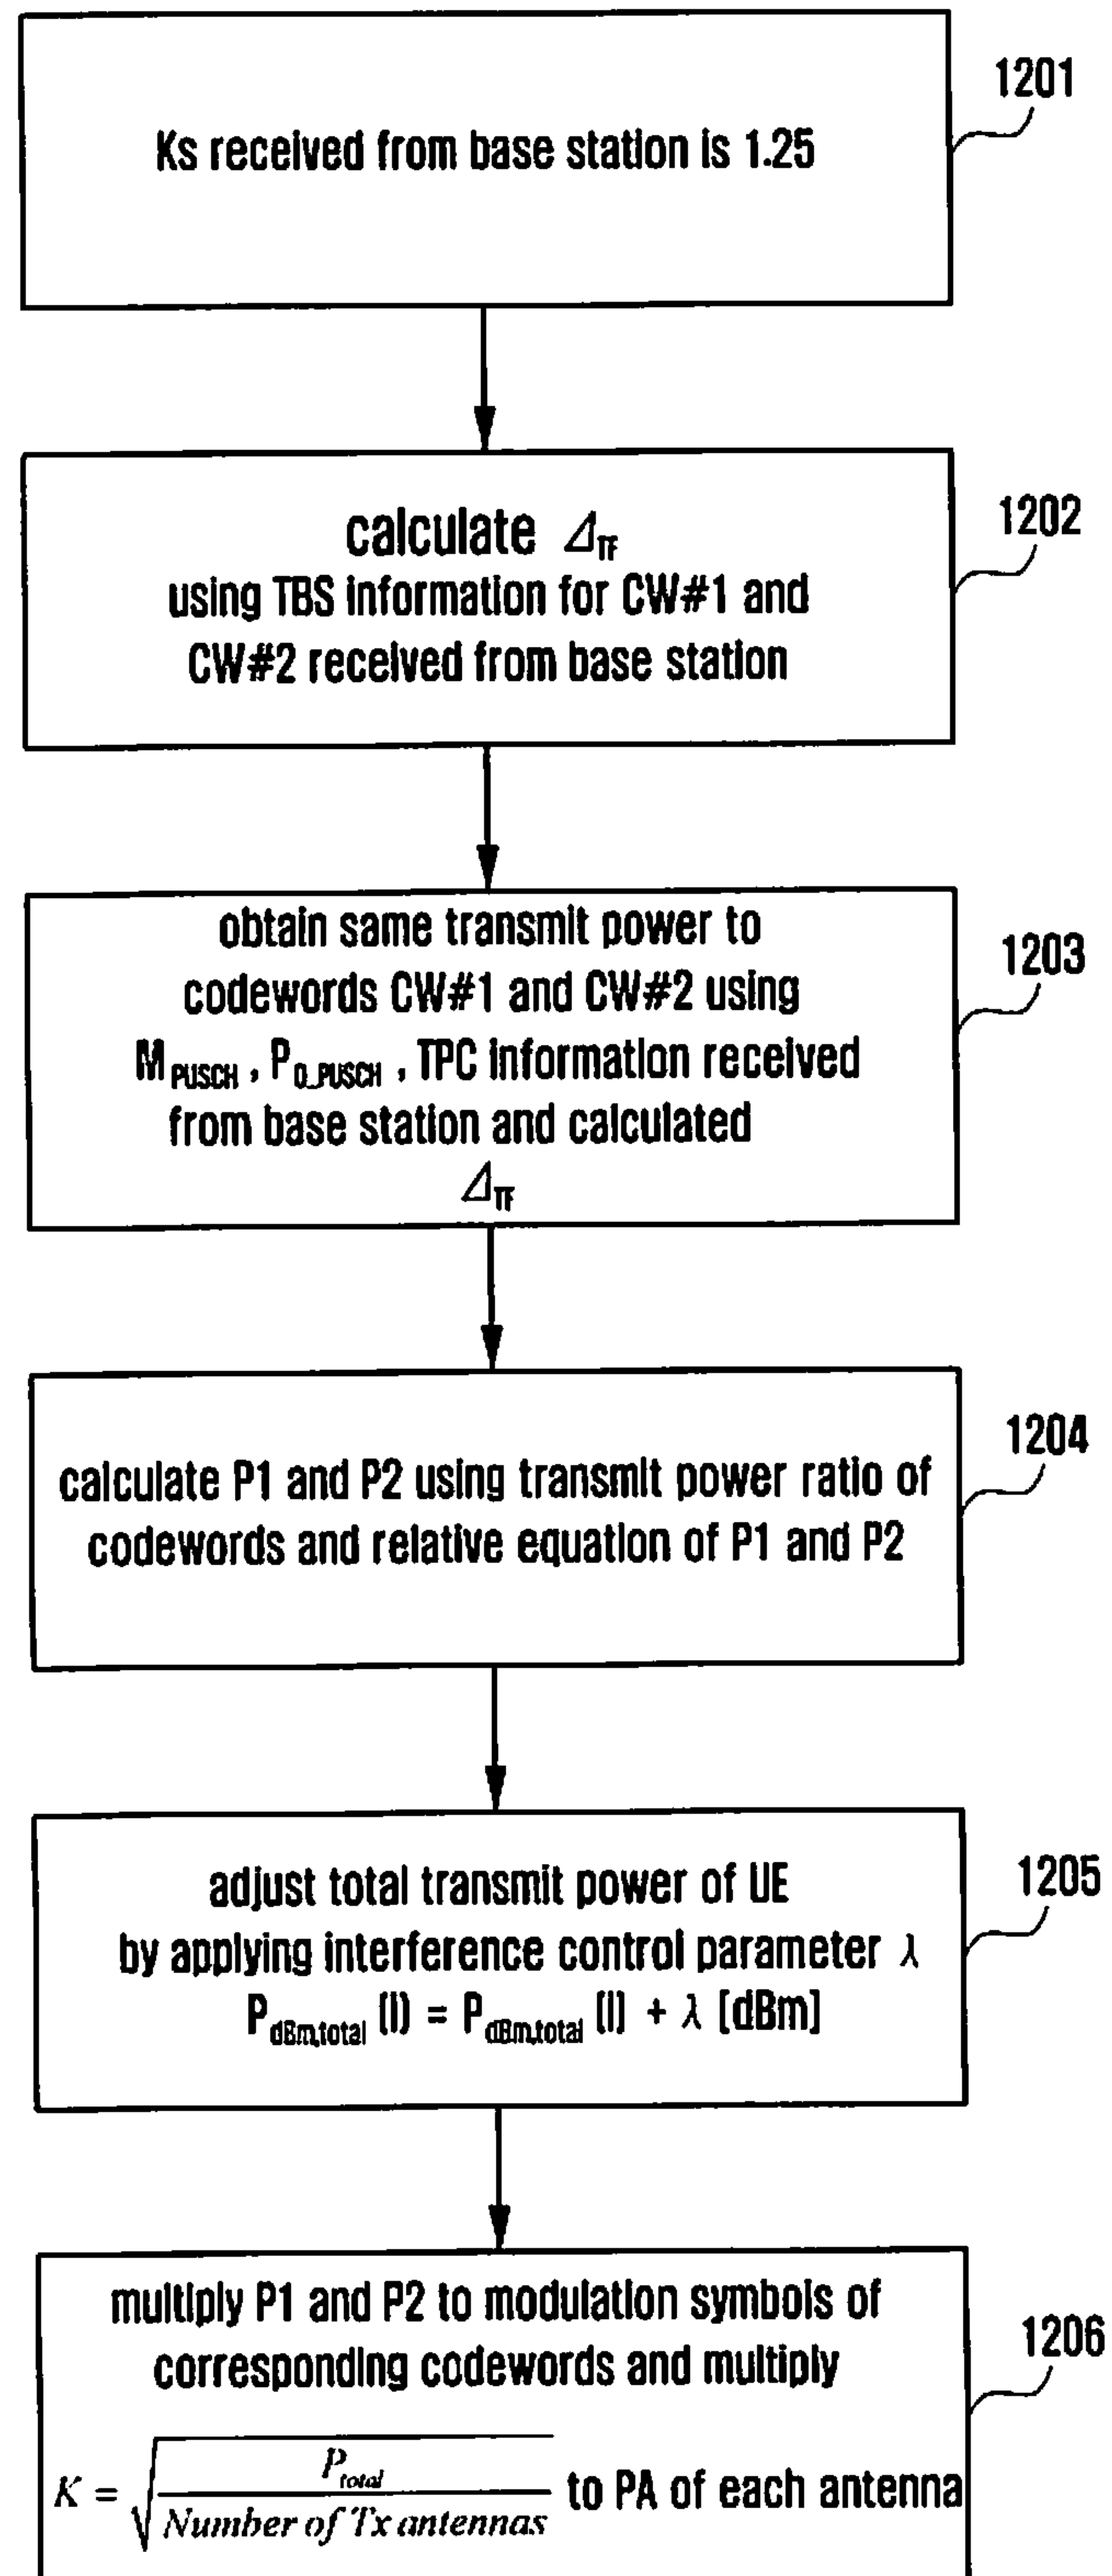 Ks received from base station is 1.25
1201
calculate Δ_TF
using TBS information for CW#1 and
CW#2 received from base station
1202
obtain same transmit power to
codewords CW#1 and CW#2 using
M_PUSCH , P_O_PUSCH , TPC information received
from base station and calculated
Δ_TF
1203
calculate P1 and P2 using transmit power ratio of
codewords and relative equation of P1 and P2
1204
adjust total transmit power of UE
by applying interference control parameter λ
P_dBm,total (i) = P_dBm,total (i) + λ [dBm]
1205
multiply P1 and P2 to modulation symbols of
corresponding codewords and multiply
K = √(P_total / Number of Tx antennas) to PA of each antenna
1206